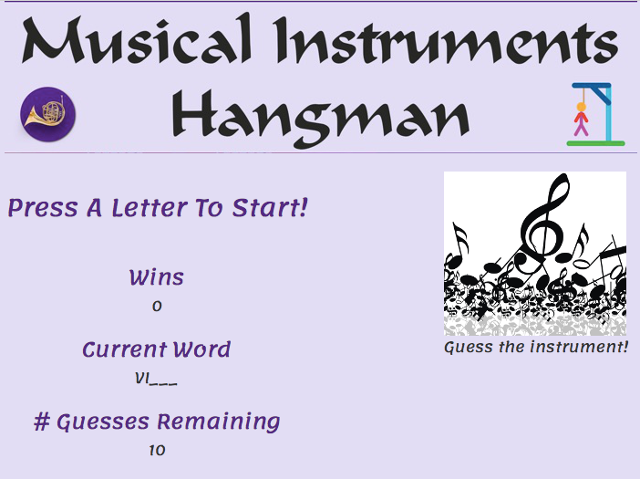 Musical Instruments
Hangman
Press A Letter To Start!
Wins
0
Current Word
VI___
# Guesses Remaining
10
Guess the instrument!